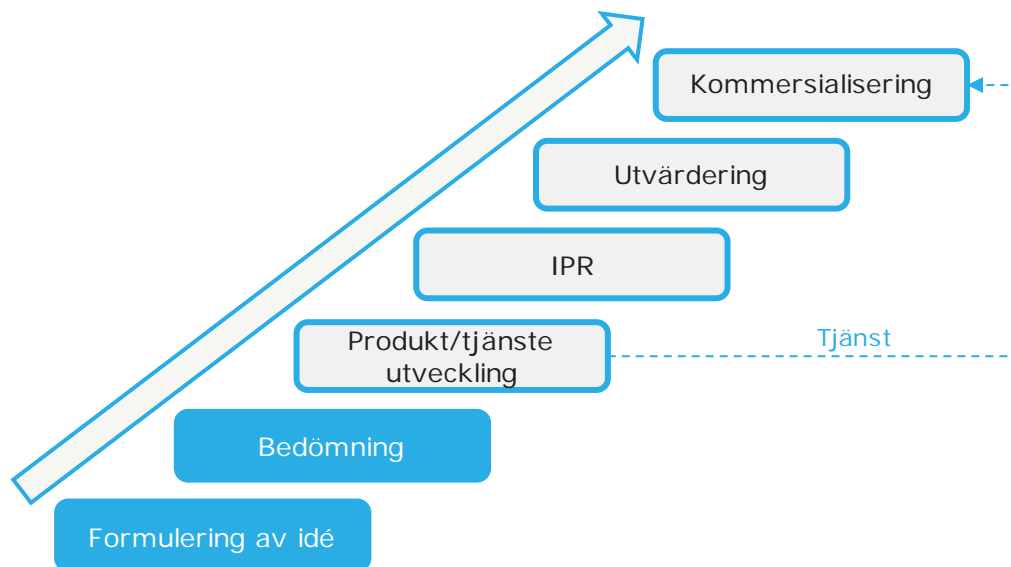 Kommersialisering
Utvärdering
IPR
Produkt/tjänste
utveckling
Tjänst
Bedömning
Formulering av idé